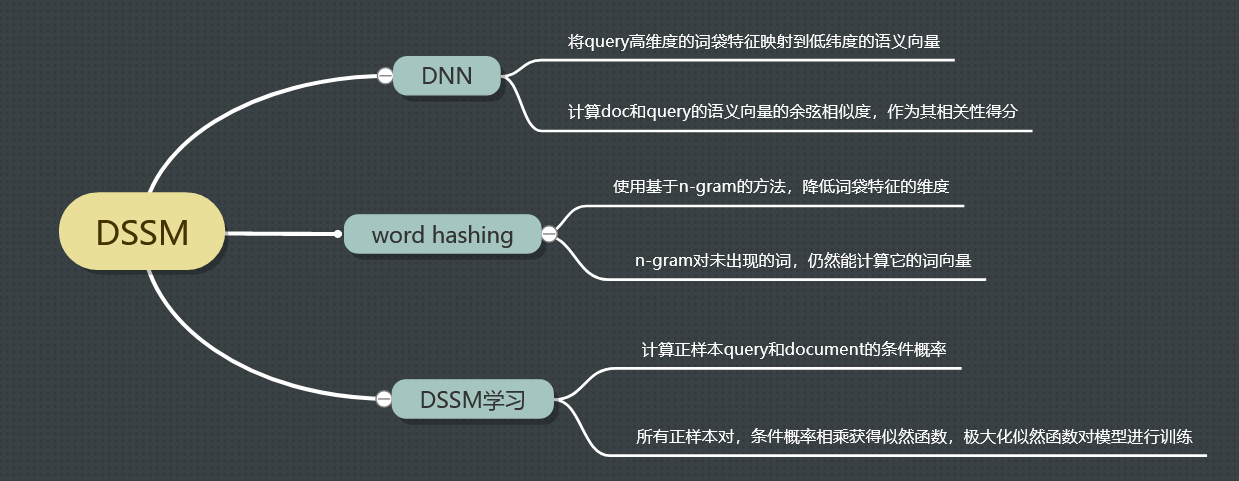 DSSM
DNN
将query高维度的词袋特征映射到低纬度的语义向量
计算doc和query的语义向量的余弦相似度，作为其相关性得分
word hashing
使用基于n-gram的方法，降低词袋特征的维度
n-gram对未出现的词，仍然能计算它的词向量
DSSM学习
计算正样本query和document的条件概率
所有正样本对，条件概率相乘获得似然函数，极大化似然函数对模型进行训练